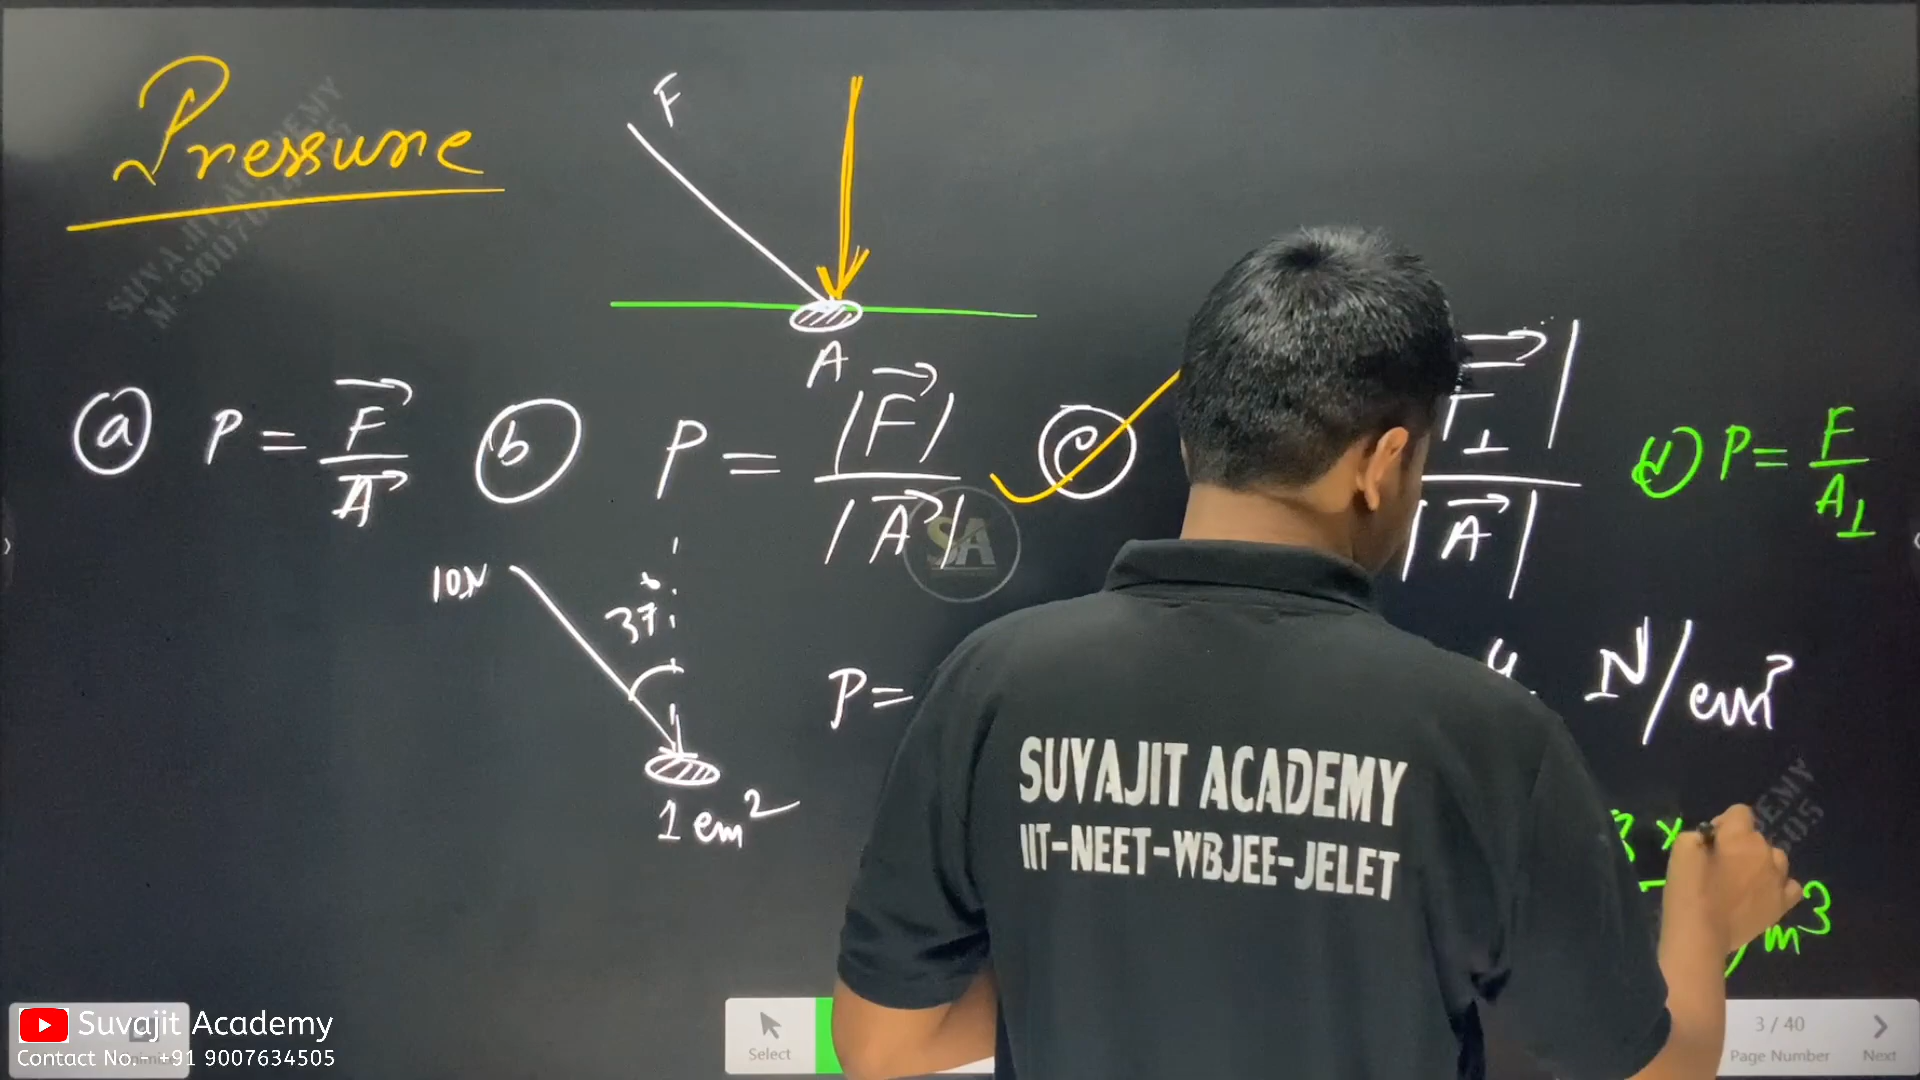 Pressure
F
A
(a) P = F/A
(b) P = |F|/|A|
(c) |F⊥|/|A|
(d) P = F/A⊥
10N
37°
P =
N/cm²
1 cm²
m³
SA
SUVAJIT ACADEMY
IIT-NEET-WBJEE-JELET
Suvajit Academy
Contact No.- +91 9007634505
Select
3 / 40
Page Number
Next